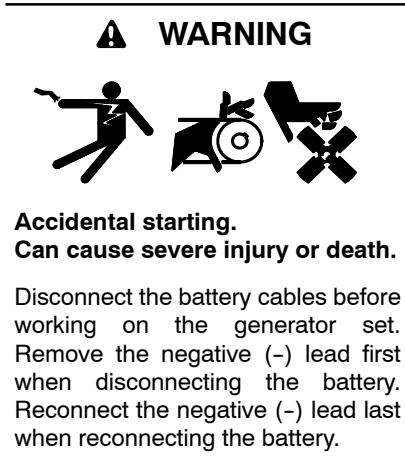 WARNING
Accidental starting.
Can cause severe injury or death.
Disconnect the battery cables before
working on the generator set.
Remove the negative (–) lead first
when disconnecting the battery.
Reconnect the negative (–) lead last
when reconnecting the battery.